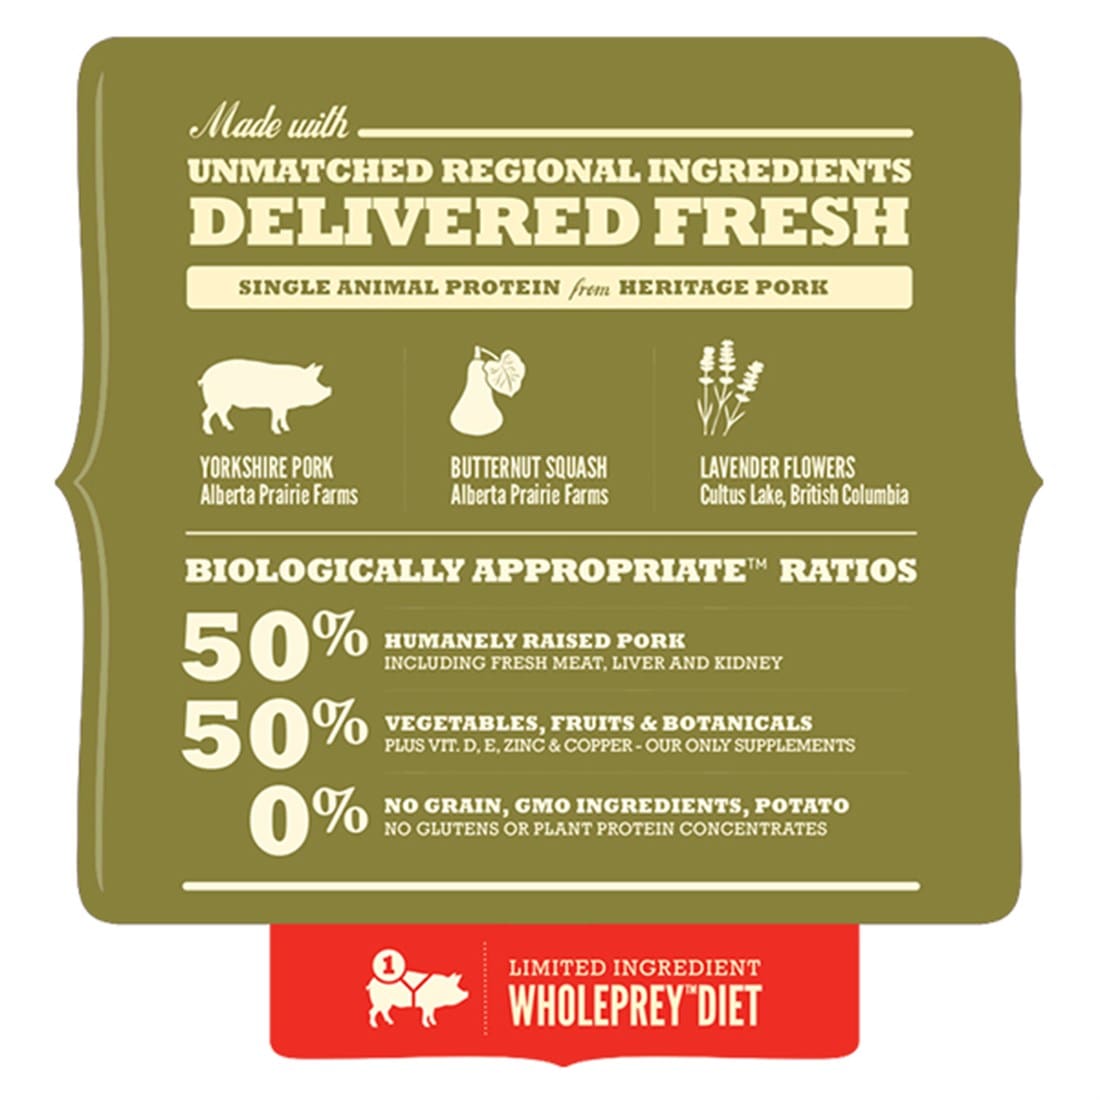 Made with
UNMATCHED REGIONAL INGREDIENTS
DELIVERED FRESH
SINGLE ANIMAL PROTEIN from HERITAGE PORK
YORKSHIRE PORK
Alberta Prairie Farms
BUTTERNUT SQUASH
Alberta Prairie Farms
LAVENDER FLOWERS
Cultus Lake, British Columbia
BIOLOGICALLY APPROPRIATE™ RATIOS
50%
HUMANELY RAISED PORK
INCLUDING FRESH MEAT, LIVER AND KIDNEY
50%
VEGETABLES, FRUITS & BOTANICALS
PLUS VIT. D, E, ZINC & COPPER - OUR ONLY SUPPLEMENTS
0%
NO GRAIN, GMO INGREDIENTS, POTATO
NO GLUTENS OR PLANT PROTEIN CONCENTRATES
1
LIMITED INGREDIENT
WHOLEPREY™ DIET